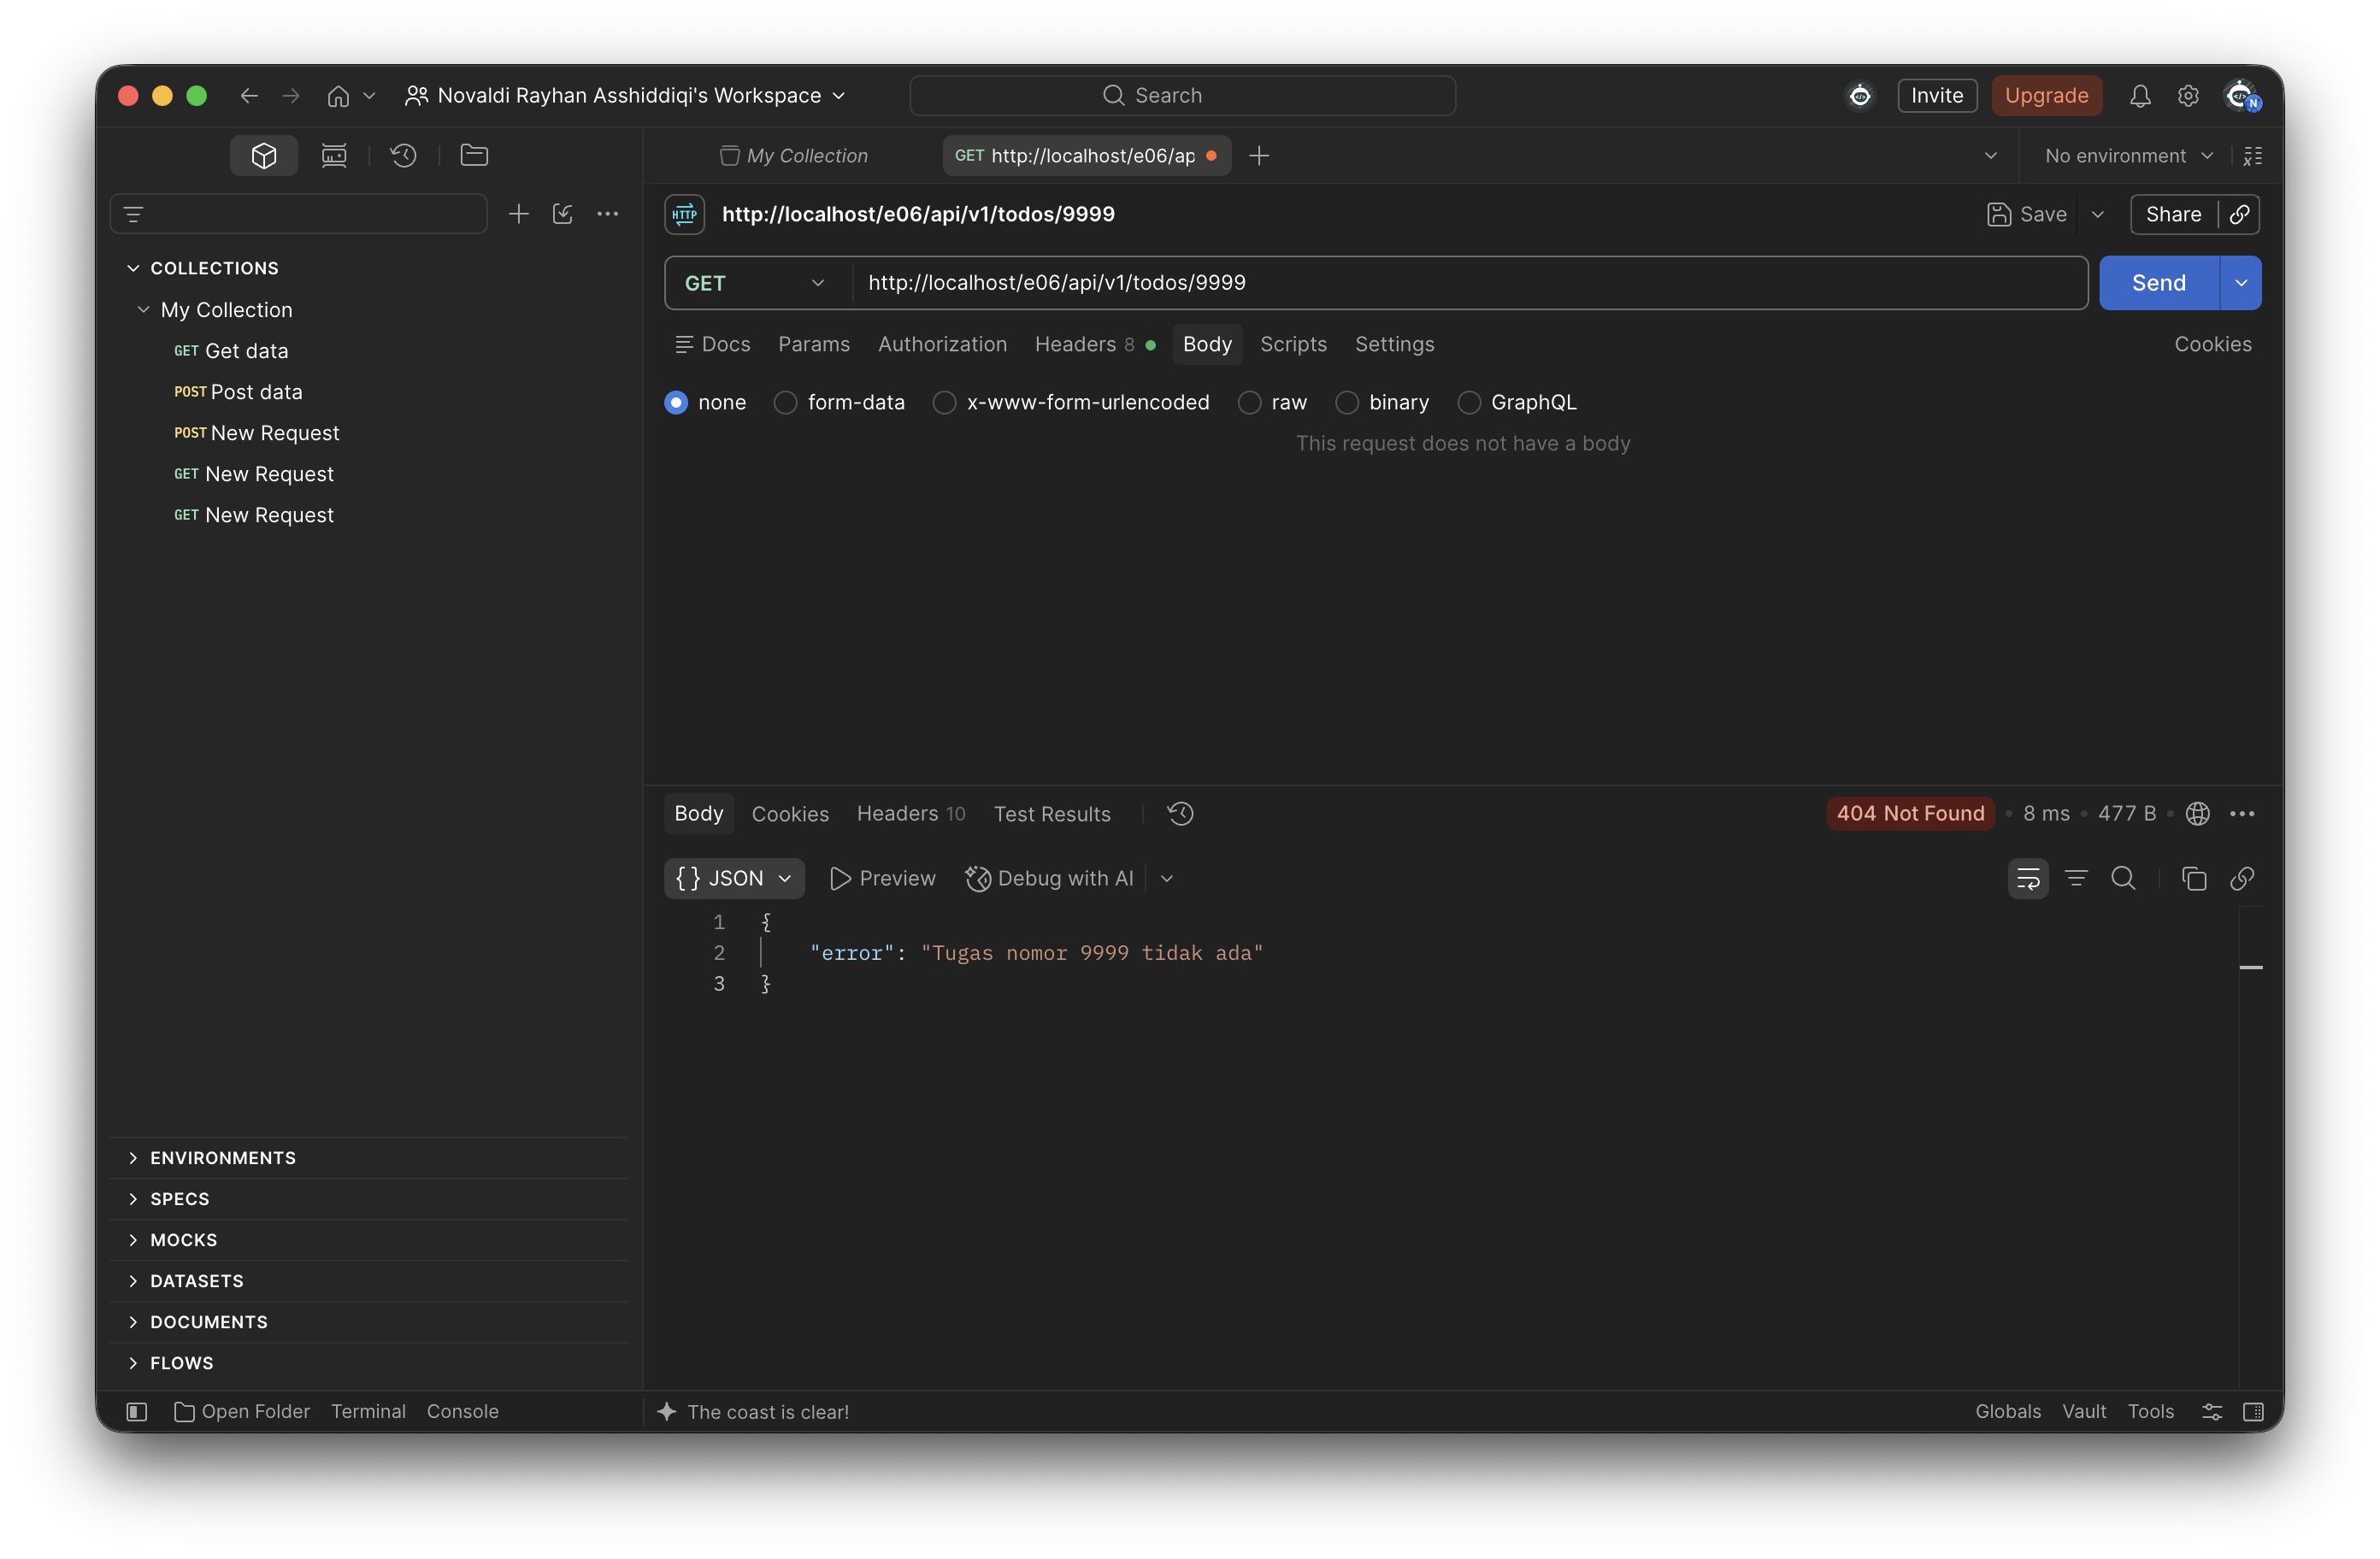 Novaldi Rayhan Asshiddiqi's Workspace
Search
Invite
Upgrade
N
My Collection
GET http://localhost/e06/ap
No environment
HTTP
http://localhost/e06/api/v1/todos/9999
Save
Share
COLLECTIONS
My Collection
GET Get data
POST Post data
POST New Request
GET New Request
GET New Request
GET
http://localhost/e06/api/v1/todos/9999
Send
Docs Params Authorization Headers 8 Body Scripts Settings Cookies
none form-data x-www-form-urlencoded raw binary GraphQL
This request does not have a body
Body Cookies Headers 10 Test Results
404 Not Found • 8 ms • 477 B •
{ } JSON Preview Debug with AI
1 {
2 "error": "Tugas nomor 9999 tidak ada"
3 }
ENVIRONMENTS
SPECS
MOCKS
DATASETS
DOCUMENTS
FLOWS
Open Folder Terminal Console
The coast is clear!
Globals Vault Tools